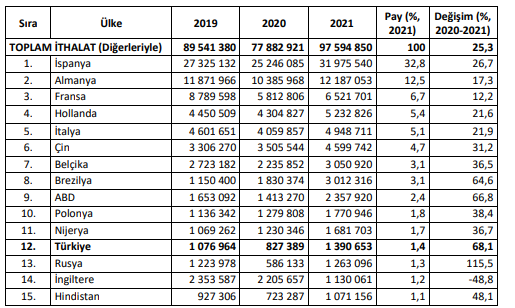 Sıra Ülke 2019 2020 2021 Pay (%, 2021) Değişim (%, 2020-2021)
TOPLAM İTHALAT (Diğerleriyle) 89 541 380 77 882 921 97 594 850 100 25,3
1. İspanya 27 325 132 25 246 085 31 975 540 32,8 26,7
2. Almanya 11 871 966 10 385 968 12 187 053 12,5 17,3
3. Fransa 8 789 598 5 812 806 6 521 701 6,7 12,2
4. Hollanda 4 450 509 4 304 827 5 232 826 5,4 21,6
5. İtalya 4 601 651 4 059 857 4 948 711 5,1 21,9
6. Çin 3 306 270 3 505 544 4 599 742 4,7 31,2
7. Belçika 2 723 182 2 235 852 3 050 920 3,1 36,5
8. Brezilya 1 150 400 1 830 374 3 012 316 3,1 64,6
9. ABD 1 653 092 1 413 270 2 357 920 2,4 66,8
10. Polonya 1 136 342 1 279 808 1 770 946 1,8 38,4
11. Nijerya 1 069 262 1 230 346 1 681 703 1,7 36,7
12. Türkiye 1 076 964 827 389 1 390 653 1,4 68,1
13. Rusya 1 223 978 586 133 1 263 096 1,3 115,5
14. İngiltere 2 353 587 2 205 657 1 130 061 1,2 -48,8
15. Hindistan 927 306 723 287 1 071 156 1,1 48,1